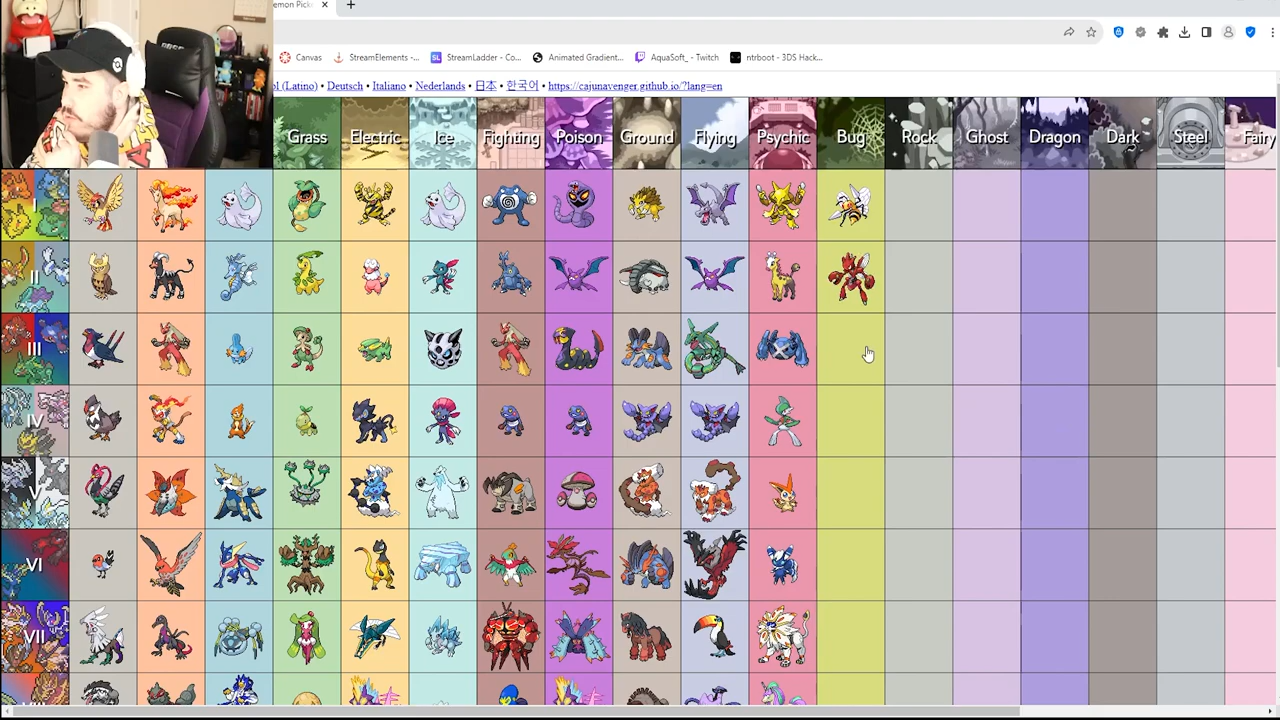 emon Pick
× +
Canvas StreamElements -... StreamLadder - Co... Animated Gradient... AquaSoft_ - Twitch ntrboot - 3DS Hack...
ol (Latino) • Deutsch • Italiano • Nederlands • 日本 • 한국어 • https://cajunavenger.github.io/?lang=en
Grass Electric Ice Fighting Poison Ground Flying Psychic Bug Rock Ghost Dragon Dark Steel Fairy
I
II
III
IV
V
VI
VII